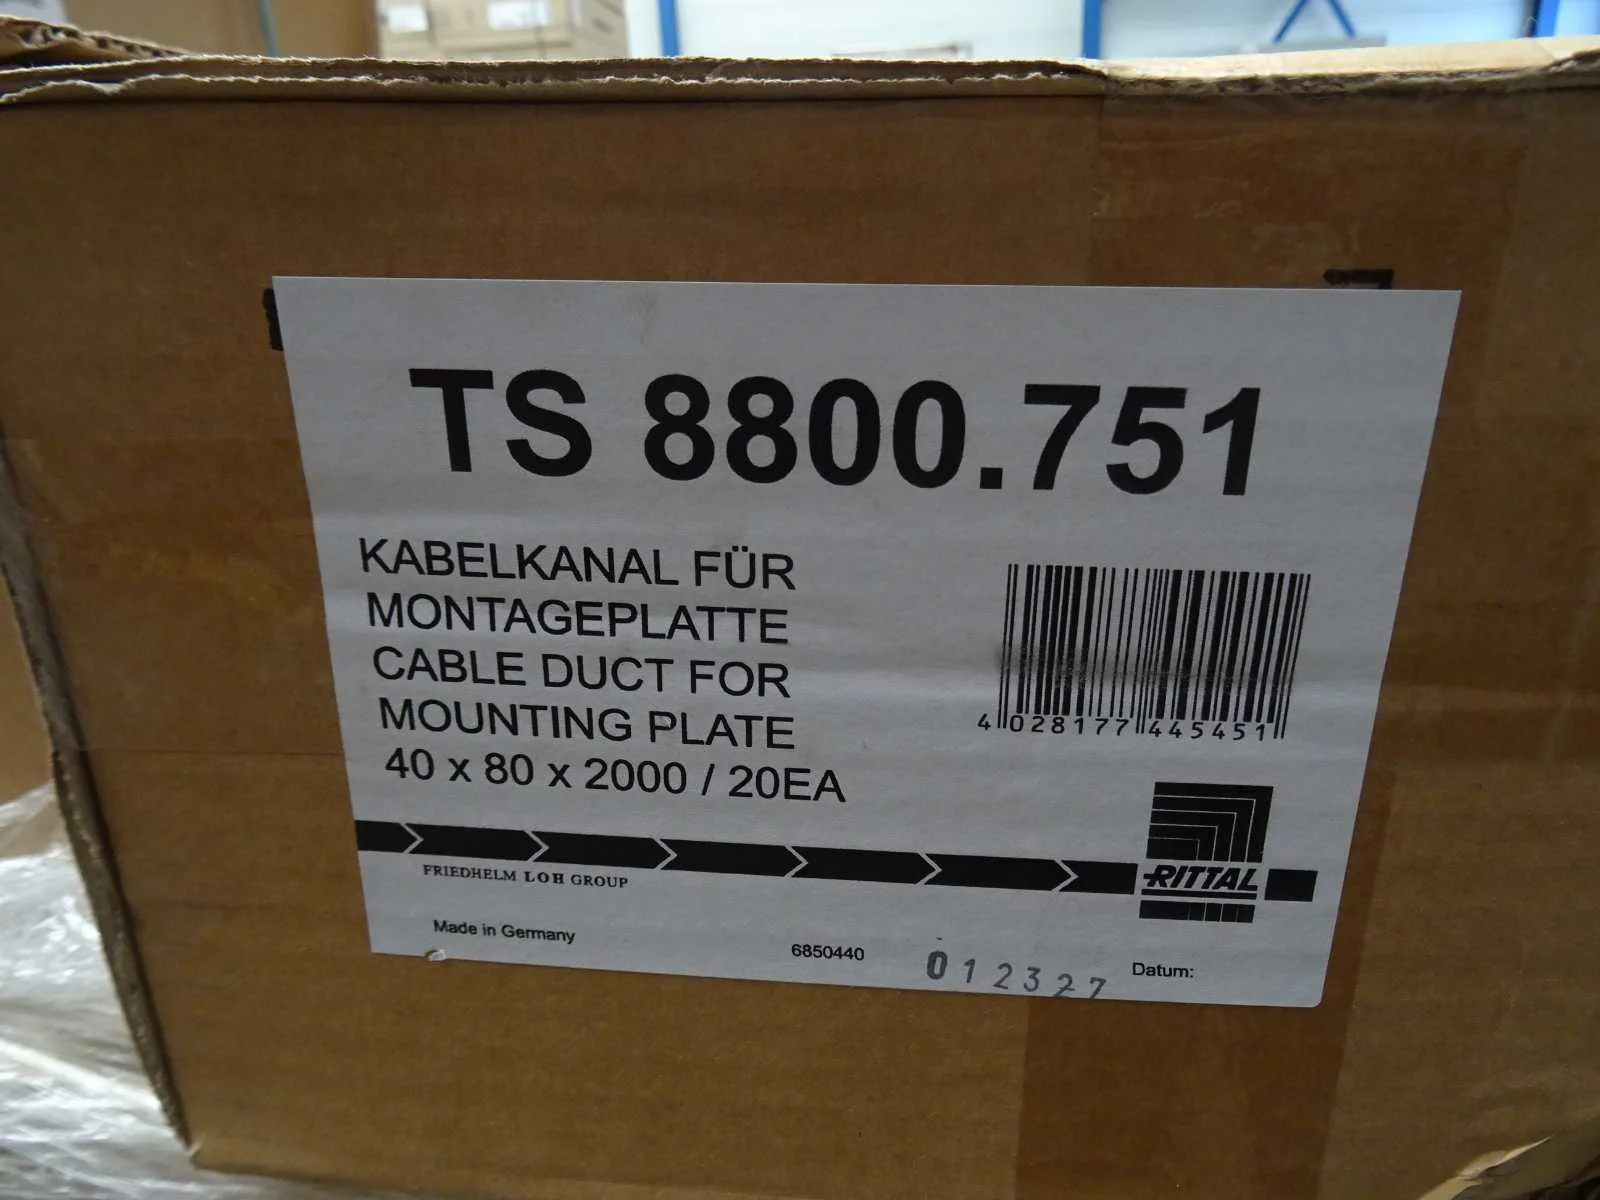 TS 8800.751
KABELKANAL FÜR
MONTAGEPLATTE
CABLE DUCT FOR
MOUNTING PLATE
40 x 80 x 2000 / 20EA
4 028177 445451
RITTAL
FRIEDHELM LOH GROUP
Made in Germany
6850440
012327
Datum: